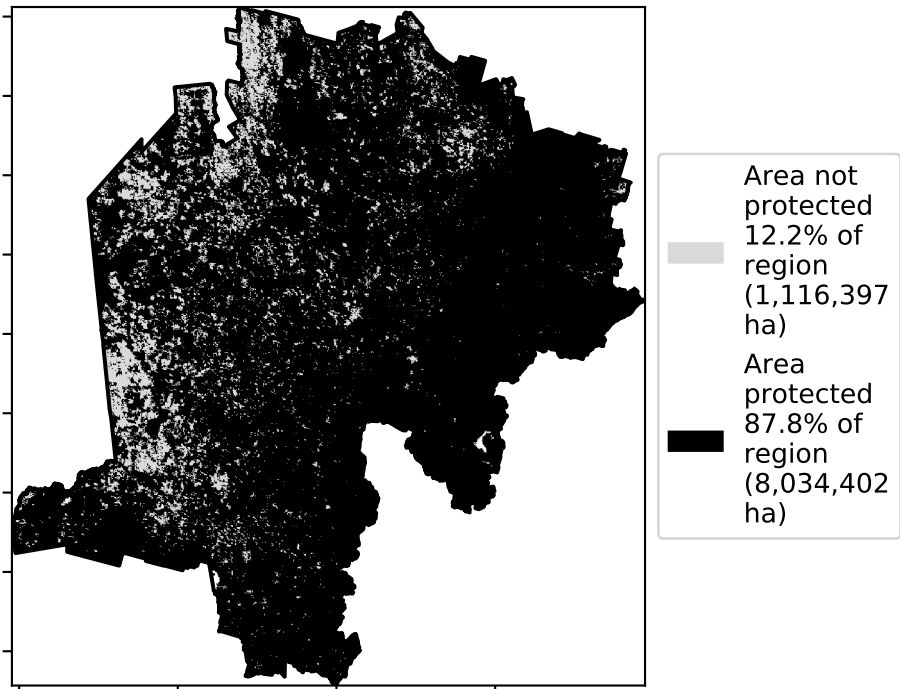 Area not
protected
12.2% of
region
(1,116,397
ha)
Area
protected
87.8% of
region
(8,034,402
ha)